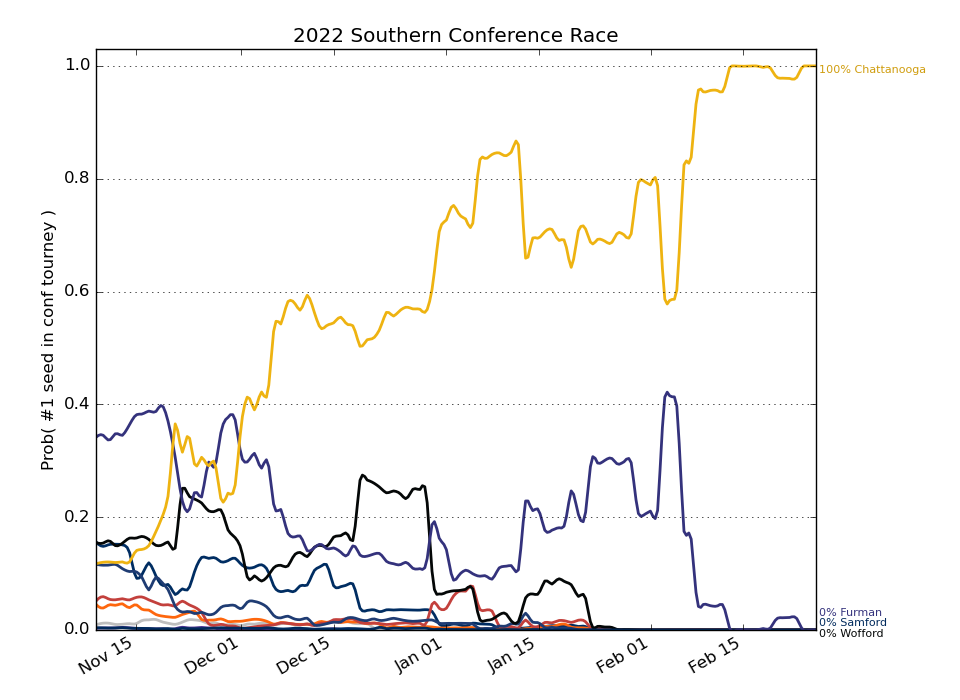 2022 Southern Conference Race
Prob( #1 seed in conf tourney )
1.0
0.8
0.6
0.4
0.2
0.0
Nov 15
Dec 01
Dec 15
Jan 01
Jan 15
Feb 01
Feb 15
100% Chattanooga
0% Furman
0% Samford
0% Wofford